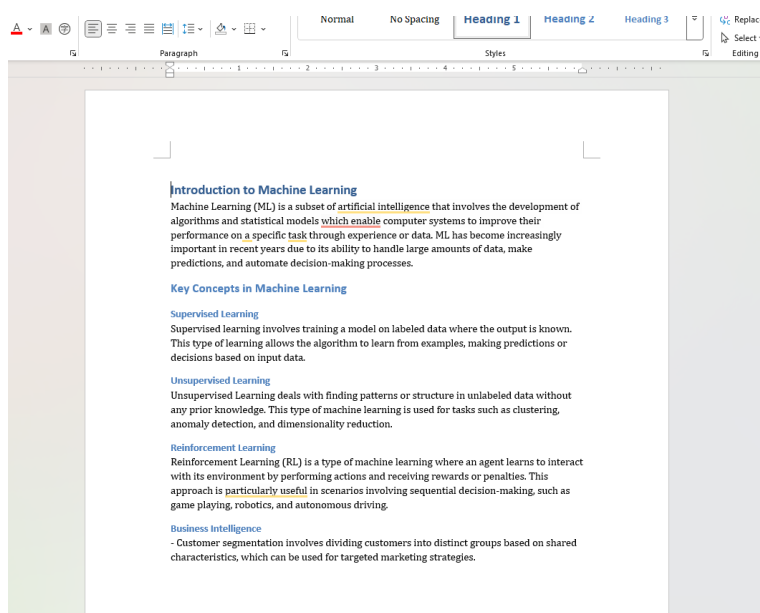 Normal No Spacing Heading 1 Heading 2 Heading 3
A A 字 Replac
Select
Paragraph Styles Editing
1 2 3 4 5
Introduction to Machine Learning
Machine Learning (ML) is a subset of artificial intelligence that involves the development of
algorithms and statistical models which enable computer systems to improve their
performance on a specific task through experience or data. ML has become increasingly
important in recent years due to its ability to handle large amounts of data, make
predictions, and automate decision-making processes.
Key Concepts in Machine Learning
Supervised Learning
Supervised learning involves training a model on labeled data where the output is known.
This type of learning allows the algorithm to learn from examples, making predictions or
decisions based on input data.
Unsupervised Learning
Unsupervised Learning deals with finding patterns or structure in unlabeled data without
any prior knowledge. This type of machine learning is used for tasks such as clustering,
anomaly detection, and dimensionality reduction.
Reinforcement Learning
Reinforcement Learning (RL) is a type of machine learning where an agent learns to interact
with its environment by performing actions and receiving rewards or penalties. This
approach is particularly useful in scenarios involving sequential decision-making, such as
game playing, robotics, and autonomous driving.
Business Intelligence
- Customer segmentation involves dividing customers into distinct groups based on shared
characteristics, which can be used for targeted marketing strategies.